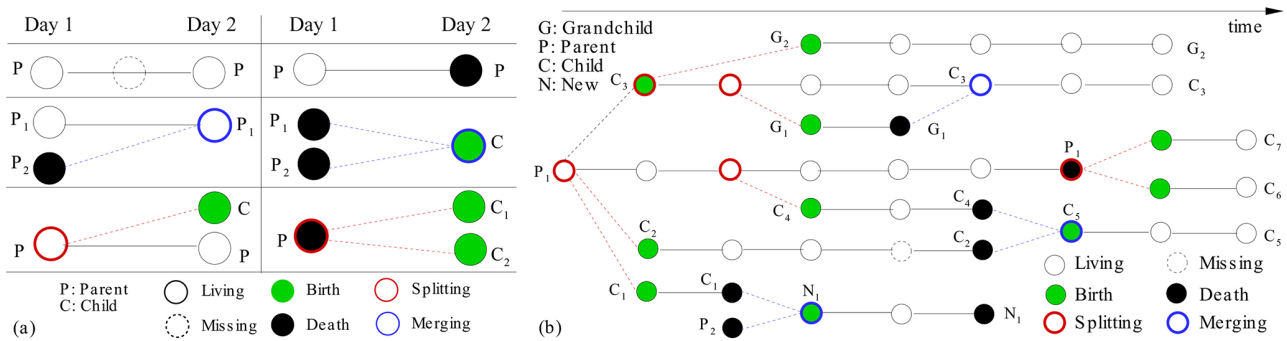 Day 1 Day 2 Day 1 Day 2
P P P P
P₁ P₁ P₁ C
P₂ P₂
P C P P C₁ C₂
P: Parent
C: Child
Living Birth Splitting
Missing Death Merging
(a)
time
G: Grandchild
P: Parent
C: Child
N: New
G₂ G₂
C₃ C₃ C₃
G₁ G₁
P₁ P₁ C₇
C₆
C₄ C₄
C₅ C₅
C₂ C₂
C₁ C₁
N₁ N₁
P₂
Living Missing
Birth Death
Splitting Merging
(b)